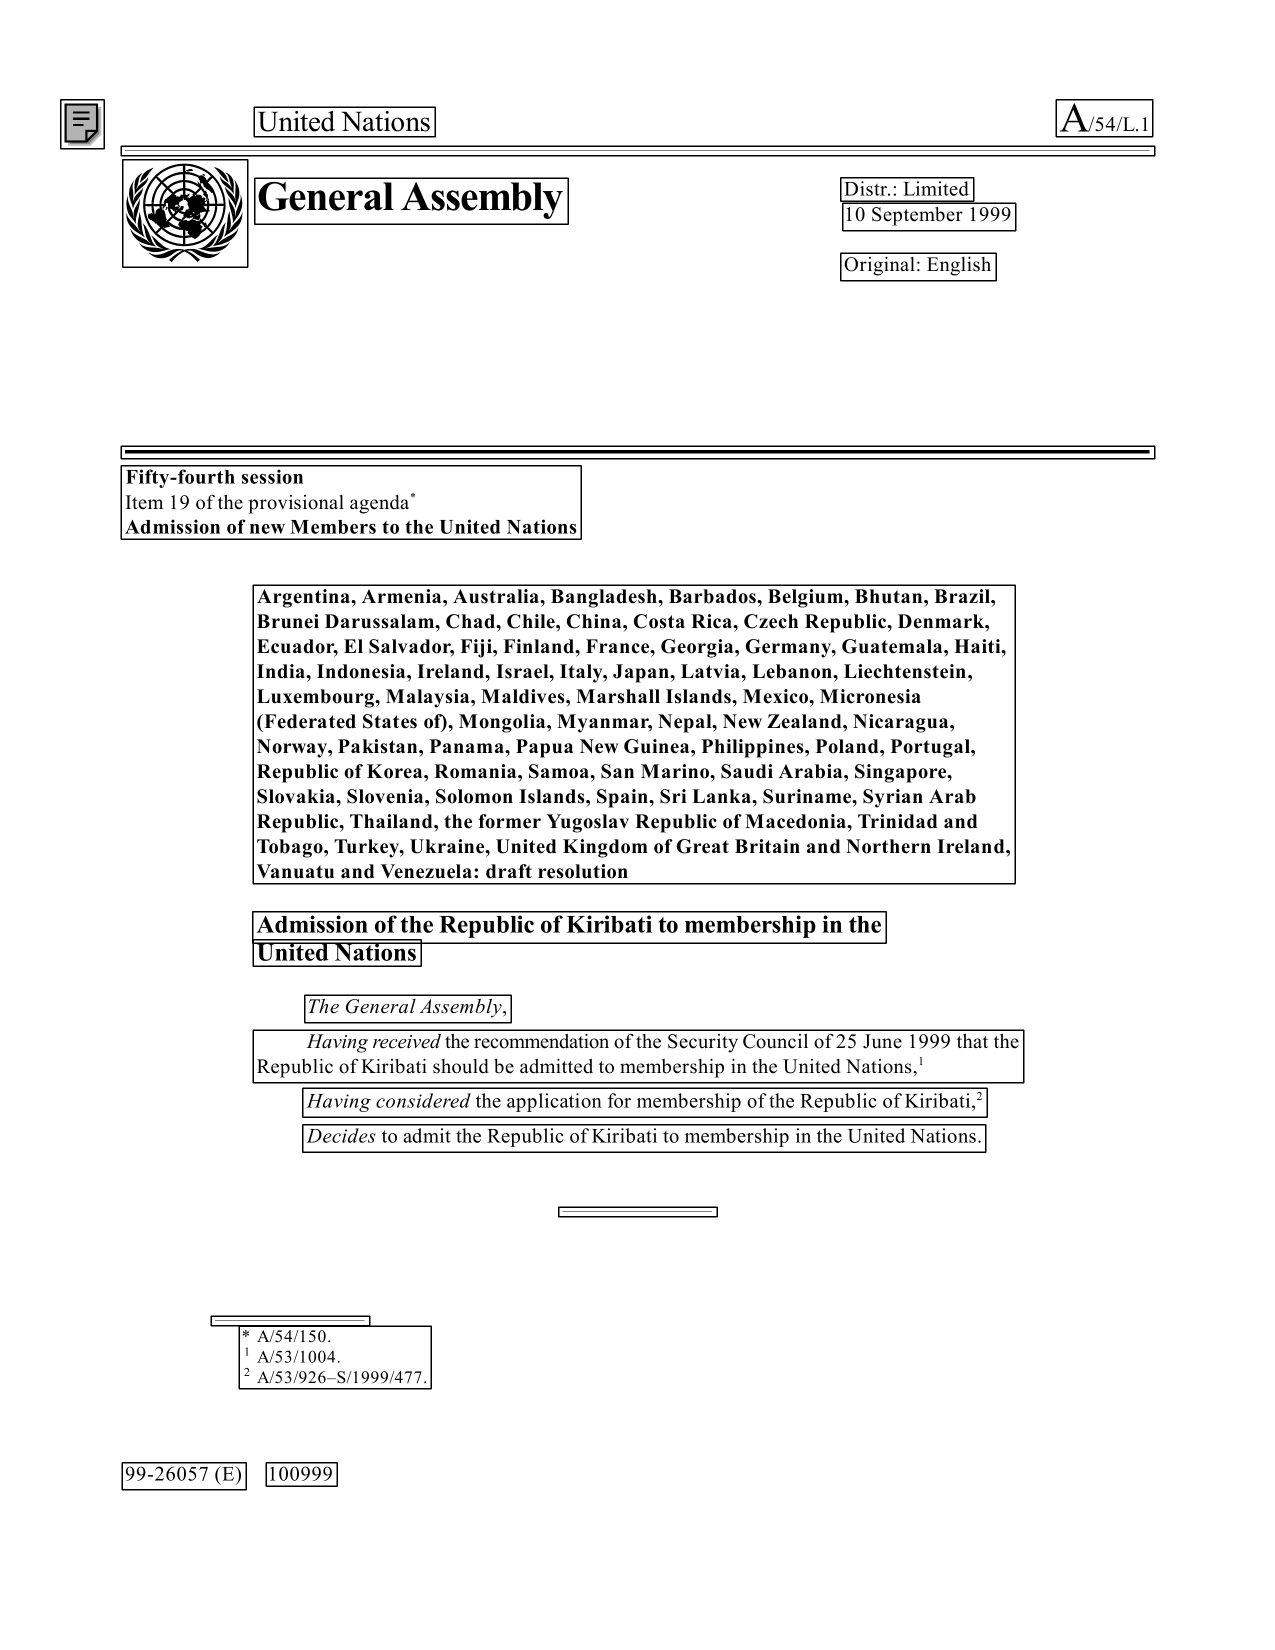 United Nations
A/54/L.1
General Assembly
Distr.: Limited
10 September 1999
Original: English
Fifty-fourth session
Item 19 of the provisional agenda*
Admission of new Members to the United Nations
Argentina, Armenia, Australia, Bangladesh, Barbados, Belgium, Bhutan, Brazil,
Brunei Darussalam, Chad, Chile, China, Costa Rica, Czech Republic, Denmark,
Ecuador, El Salvador, Fiji, Finland, France, Georgia, Germany, Guatemala, Haiti,
India, Indonesia, Ireland, Israel, Italy, Japan, Latvia, Lebanon, Liechtenstein,
Luxembourg, Malaysia, Maldives, Marshall Islands, Mexico, Micronesia
(Federated States of), Mongolia, Myanmar, Nepal, New Zealand, Nicaragua,
Norway, Pakistan, Panama, Papua New Guinea, Philippines, Poland, Portugal,
Republic of Korea, Romania, Samoa, San Marino, Saudi Arabia, Singapore,
Slovakia, Slovenia, Solomon Islands, Spain, Sri Lanka, Suriname, Syrian Arab
Republic, Thailand, the former Yugoslav Republic of Macedonia, Trinidad and
Tobago, Turkey, Ukraine, United Kingdom of Great Britain and Northern Ireland,
Vanuatu and Venezuela: draft resolution
Admission of the Republic of Kiribati to membership in the
United Nations
The General Assembly,
Having received the recommendation of the Security Council of 25 June 1999 that the
Republic of Kiribati should be admitted to membership in the United Nations,1
Having considered the application for membership of the Republic of Kiribati,2
Decides to admit the Republic of Kiribati to membership in the United Nations.
* A/54/150.
1 A/53/1004.
2 A/53/926–S/1999/477.
99-26057 (E) 100999